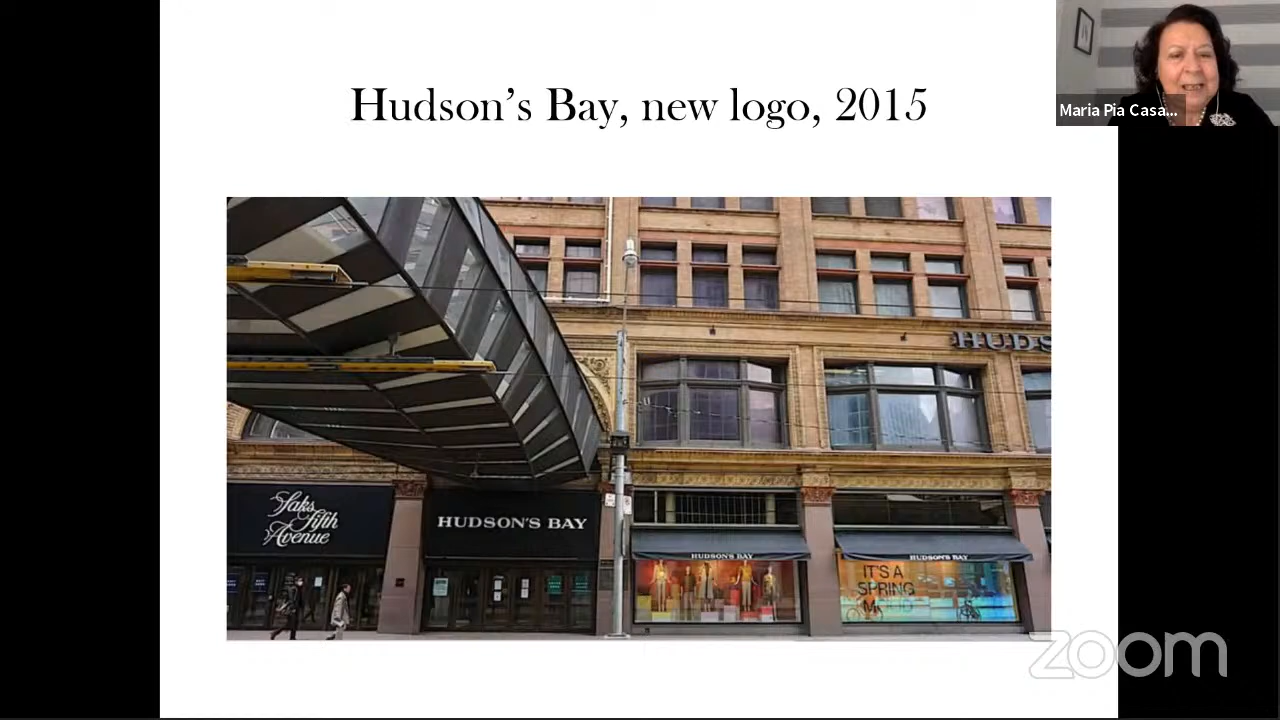 Hudson’s Bay, new logo, 2015
Maria Pia Casa...
HUDS
Saks
Fifth
Avenue
HUDSON'S BAY
HUDSON'S BAY
HUDSON'S BAY
IT'S A
SPRING
MOOD
zoom